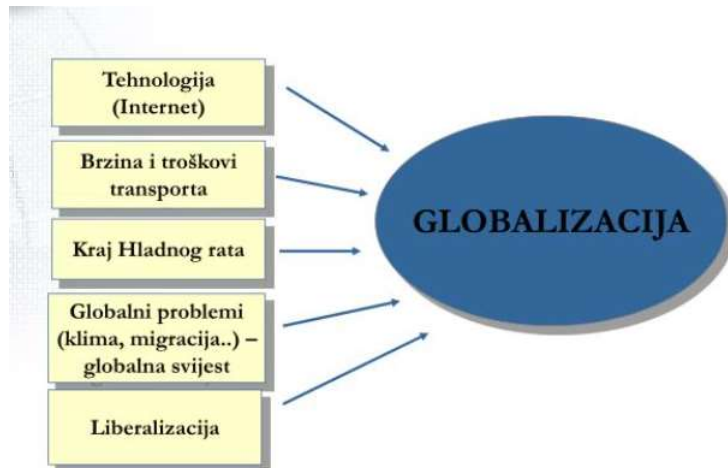 Tehnologija
(Internet)
Brzina i troškovi
transporta
Kraj Hladnog rata
Globalni problemi
(klima, migracija..) –
globalna svijest
Liberalizacija
GLOBALIZACIJA